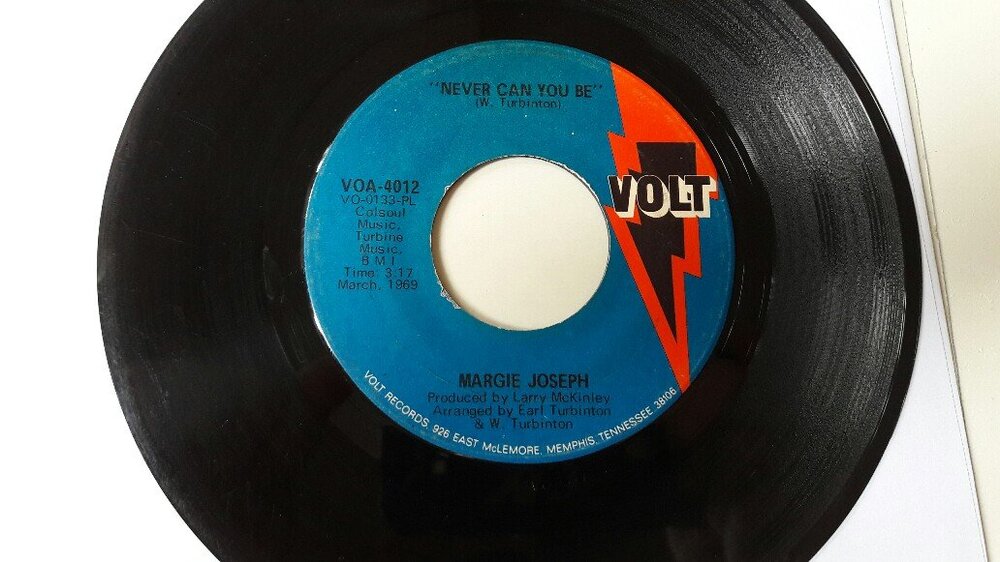 "NEVER CAN YOU BE"
(W. Turbinton)
VOA-4012
VO-0133-PL
Calsoul
Music,
Turbine
Music,
B M I
Time: 3:17
March, 1969
VOLT
MARGIE JOSEPH
Produced by Larry McKinley
Arranged by Earl Turbinton
& W. Turbinton
VOLT RECORDS, 926 EAST McLEMORE, MEMPHIS, TENNESSEE 38106